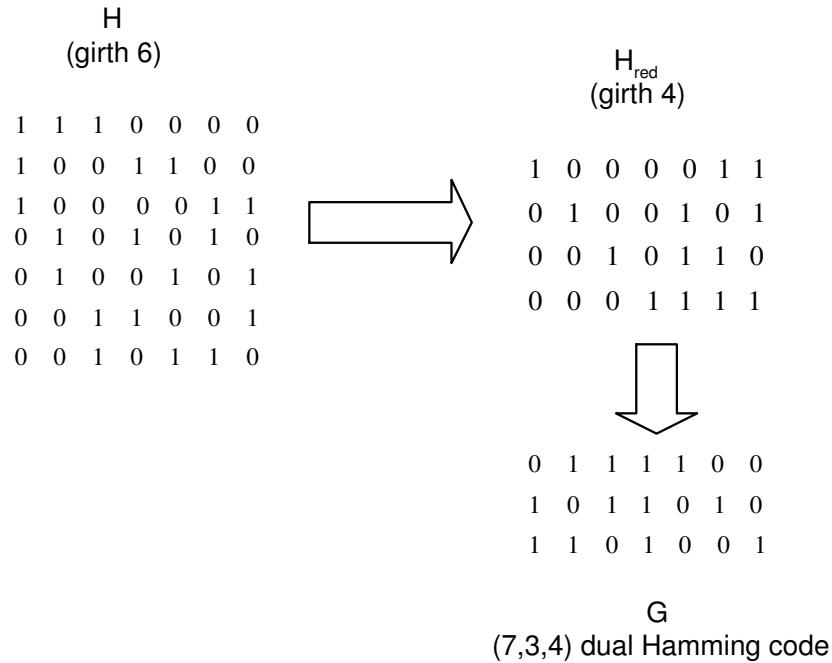 H
(girth 6)
1 1 1 0 0 0 0
1 0 0 1 1 0 0
1 0 0 0 0 1 1
0 1 0 1 0 1 0
0 1 0 0 1 0 1
0 0 1 1 0 0 1
0 0 1 0 1 1 0
H_red
(girth 4)
1 0 0 0 0 1 1
0 1 0 0 1 0 1
0 0 1 0 1 1 0
0 0 0 1 1 1 1
0 1 1 1 1 0 0
1 0 1 1 0 1 0
1 1 0 1 0 0 1
G
(7,3,4) dual Hamming code